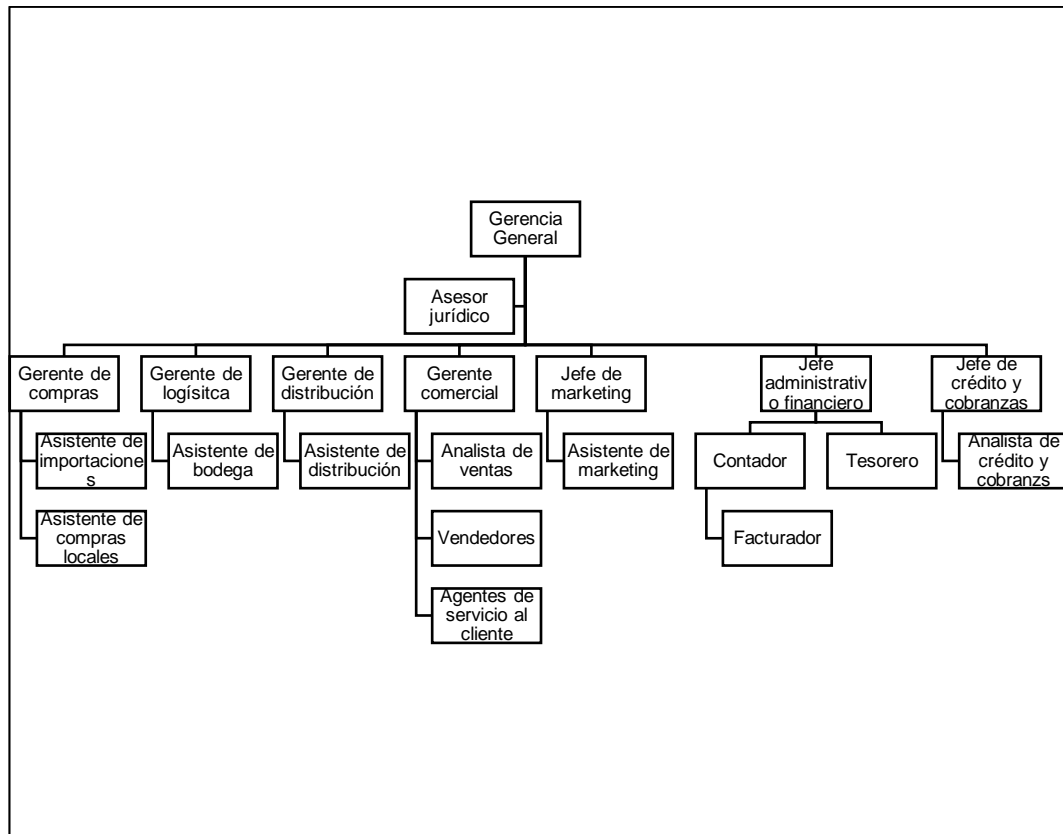 Gerencia
General
Asesor
jurídico
Gerente de
compras
Gerente de
logísitca
Gerente de
distribución
Gerente
comercial
Jefe de
marketing
Jefe
administrativ
o financiero
Jefe de
crédito y
cobranzas
Asistente de
importacione
s
Asistente de
bodega
Asistente de
distribución
Analista de
ventas
Asistente de
marketing
Contador
Tesorero
Analista de
crédito y
cobranzs
Asistente de
compras
locales
Vendedores
Facturador
Agentes de
servicio al
cliente